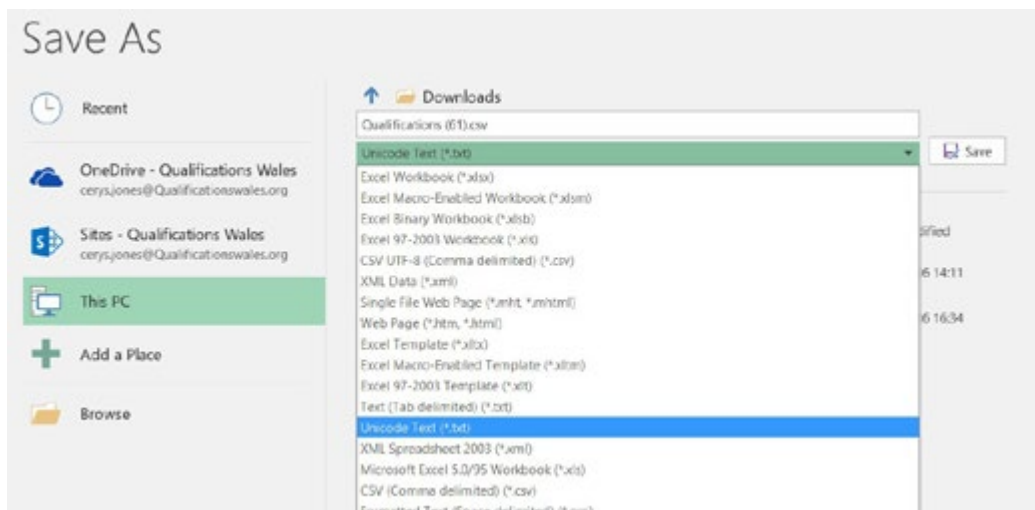 Save As
Recent
OneDrive - Qualifications Wales
cerys.jones@Qualificationswales.org
Sites - Qualifications Wales
cerys.jones@Qualificationswales.org
This PC
Add a Place
Browse
Downloads
Qualifications (61).csv
Unicode Text (*.txt)
Save
Excel Workbook (*.xlsx)
Excel Macro-Enabled Workbook (*.xlsm)
Excel Binary Workbook (*.xlsb)
Excel 97-2003 Workbook (*.xls)
CSV UTF-8 (Comma delimited) (*.csv)
XML Data (*.xml)
Single File Web Page (*.mht, *.mhtml)
Web Page (*.htm, *.html)
Excel Template (*.xltx)
Excel Macro-Enabled Template (*.xltm)
Excel 97-2003 Template (*.xlt)
Text (Tab delimited) (*.txt)
Unicode Text (*.txt)
XML Spreadsheet 2003 (*.xml)
Microsoft Excel 5.0/95 Workbook (*.xls)
CSV (Comma delimited) (*.csv)
Formatted Text (Space delimited) (*.prn)
ified
6 14:11
6 16:34